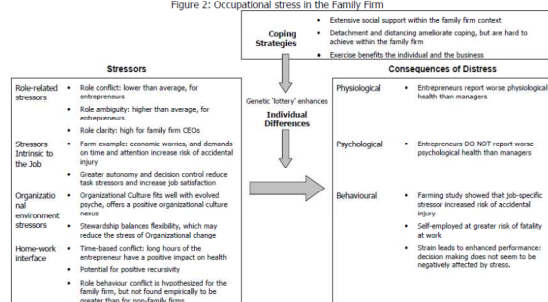 Figure 2: Occupational stress in the Family Firm
Coping
Strategies
• Extensive social support within the family firm context
• Detachment and distancing ameliorate coping, but are hard to
achieve within the family firm
• Exercise benefits the individual and the business
Stressors
Role-related
stressors
• Role conflict: lower than average, for
entrepreneurs
• Role ambiguity: higher than average, for
entrepreneurs
• Role clarity: high for family firm CEOs
Stressors
Intrinsic to
the Job
• Farm example: economic worries, and demands
on time and attention increase risk of accidental
injury
• Greater autonomy and decision control reduce
task stressors and increase job satisfaction
Organizatio
nal
environment
stressors
• Organizational Culture fits well with evolved
psyche, offers a positive organizational culture
nexus
• Stewardship balances flexibility, which may
reduce the stress of Organizational change
Home-work
interface
• Time-based conflict: long hours of the
entrepreneur have a positive impact on health
• Potential for positive recursivity
• Role behaviour conflict is hypothesized for the
family firm, but not found empirically to be
greater than for non-family firms
Genetic 'lottery' enhances
Individual
Differences
Consequences of Distress
Physiological
• Entrepreneurs report worse physiological
health than managers
Psychological
• Entrepreneurs DO NOT report worse
psychological health than managers
Behavioural
• Farming study showed that job-specific
stressor increased risk of accidental
injury
• Self-employed at greater risk of fatality
at work
• Strain leads to enhanced performance:
decision making does not seem to be
negatively affected by stress.